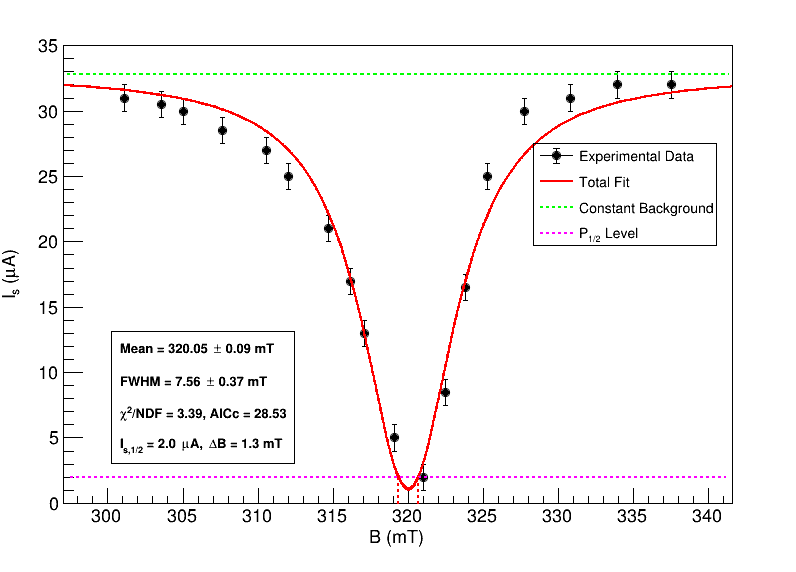 35
30
25
20
15
10
5
0
I_s (μA)
Experimental Data
Total Fit
Constant Background
P_1/2 Level
Mean = 320.05 ± 0.09 mT
FWHM = 7.56 ± 0.37 mT
χ²/NDF = 3.39, AICc = 28.53
I_s,1/2 = 2.0 μA, ΔB = 1.3 mT
300 305 310 315 320 325 330 335 340
B (mT)